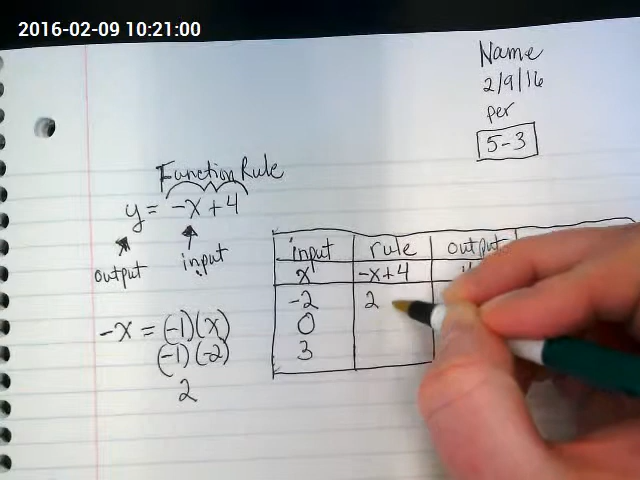 2016-02-09 10:21:00
Name
2/9/16
per
5-3
Function Rule
y = -x + 4
output
input
-x = (-1)(x)
(-1)(-2)
2
input rule output
x -x+4
-2 2
0
3